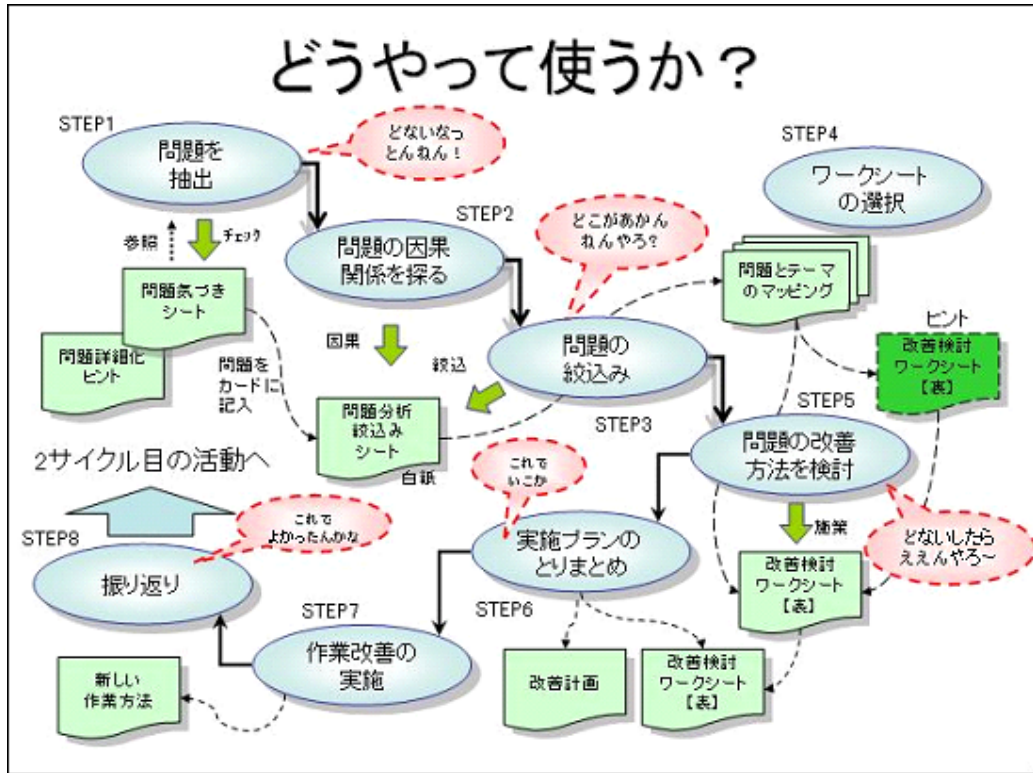 どうやって使うか？
STEP1
問題を
抽出
どないなっ
とんねん！
STEP4
ワークシート
の選択
STEP2
問題の因果
関係を探る
どこがあかん
ねんやろ?
参照
チェック
問題気づき
シート
問題詳細化
ヒント
問題を
カードに
記入
因果
絞込
問題の
絞込み
STEP3
問題分析
絞込み
シート
白紙
問題とテーマ
のマッピング
ヒント
改善検討
ワークシート
【裏】
STEP5
問題の改善
方法を検討
施策
どないしたら
ええんやろ～
改善検討
ワークシート
【表】
これで
いこか
実施プランの
とりまとめ
STEP6
改善計画
改善検討
ワークシート
【表】
STEP7
作業改善の
実施
新しい
作業方法
2サイクル目の活動へ
STEP8
振り返り
これで
よかったんかな